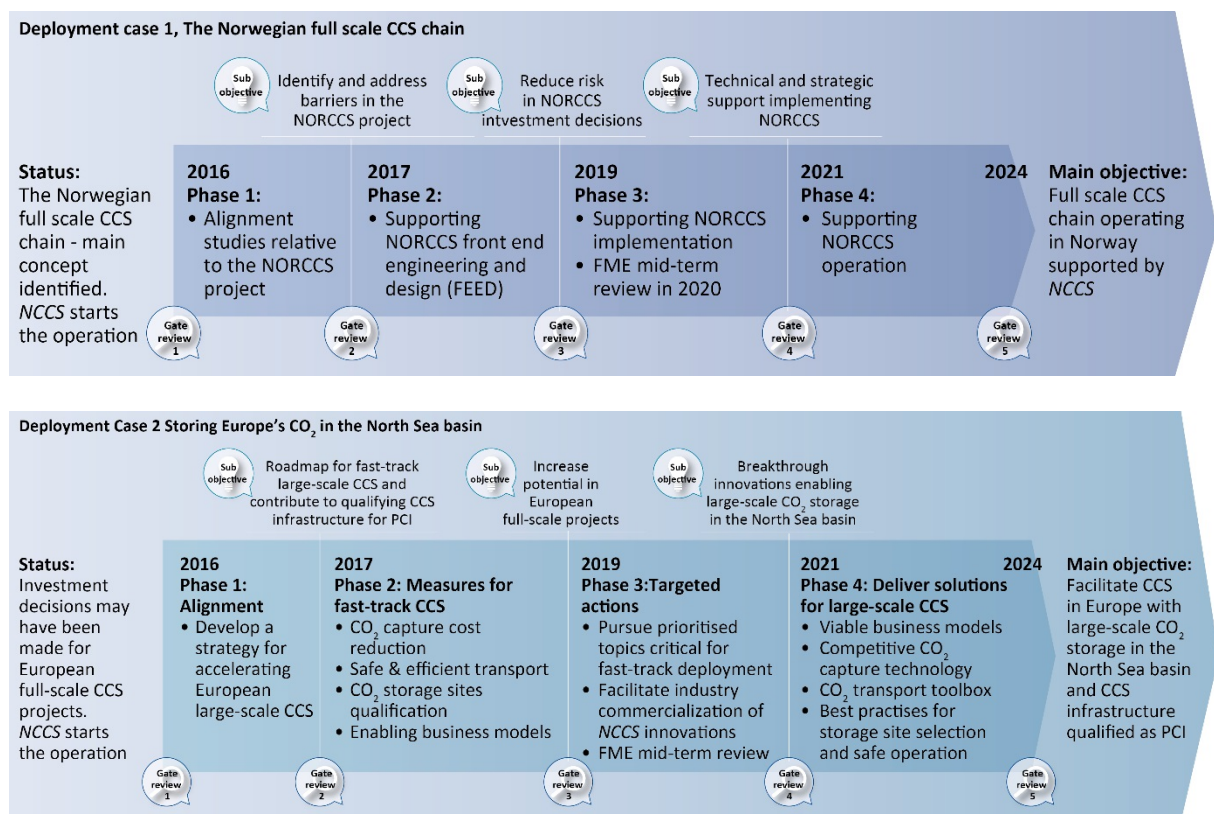 Deployment case 1, The Norwegian full scale CCS chain
Sub
objective
Identify and address
barriers in the
NORCCS project
Sub
objective
Reduce risk
in NORCCS
intvestment decisions
Sub
objective
Technical and strategic
support implementing
NORCCS
Status:
The Norwegian
full scale CCS
chain - main
concept
identified.
NCCS starts
the operation
2016
Phase 1:
• Alignment
studies relative
to the NORCCS
project
2017
Phase 2:
• Supporting
NORCCS front end
engineering and
design (FEED)
2019
Phase 3:
• Supporting NORCCS
implementation
• FME mid-term
review in 2020
2021
Phase 4:
• Supporting
NORCCS
operation
2024
Main objective:
Full scale CCS
chain operating
in Norway
supported by
NCCS
Gate
review
1
Gate
review
2
Gate
review
3
Gate
review
4
Gate
review
5
Deployment Case 2 Storing Europe's CO₂ in the North Sea basin
Sub
objective
Roadmap for fast-track
large-scale CCS and
contribute to qualifying CCS
infrastructure for PCI
Sub
objective
Increase
potential in
European
full-scale projects
Sub
objective
Breakthrough
innovations enabling
large-scale CO₂ storage
in the North Sea basin
Status:
Investment
decisions may
have been
made for
European
full-scale CCS
projects.
NCCS starts
the operation
2016
Phase 1:
Alignment
• Develop a
strategy for
accelerating
European
large-scale CCS
2017
Phase 2: Measures for
fast-track CCS
• CO₂ capture cost
reduction
• Safe & efficient transport
• CO₂ storage sites
qualification
• Enabling business models
2019
Phase 3:Targeted
actions
• Pursue prioritised
topics critical for
fast-track deployment
• Facilitate industry
commercialization of
NCCS innovations
• FME mid-term review
2021
Phase 4: Deliver solutions
for large-scale CCS
• Viable business models
• Competitive CO₂
capture technology
• CO₂ transport toolbox
• Best practises for
storage site selection
and safe operation
2024
Main objective:
Facilitate CCS
in Europe with
large-scale CO₂
storage in the
North Sea basin
and CCS
infrastructure
qualified as PCI
Gate
review
1
Gate
review
2
Gate
review
3
Gate
review
4
Gate
review
5